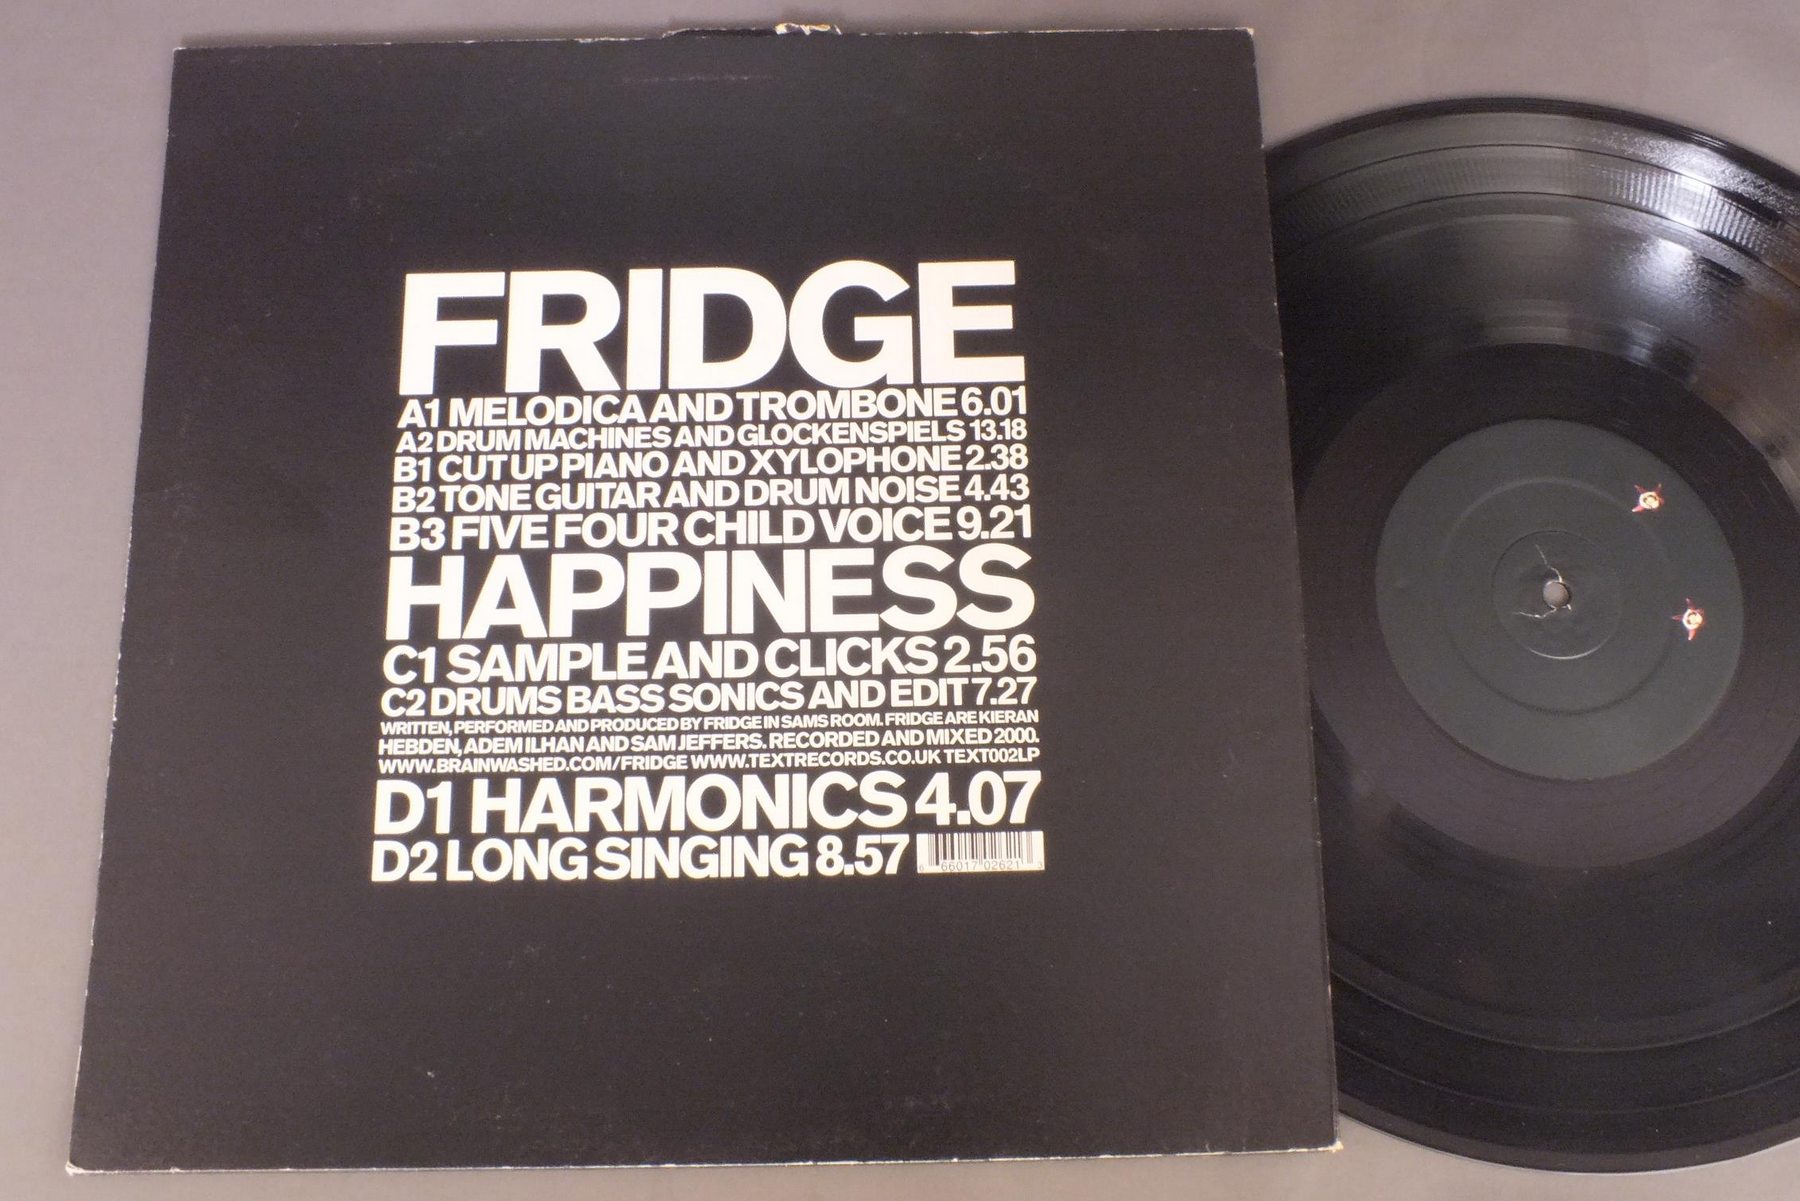 FRIDGE
A1 MELODICA AND TROMBONE 6.01
A2 DRUM MACHINES AND GLOCKENSPIELS 13.18
B1 CUT UP PIANO AND XYLOPHONE 2.38
B2 TONE GUITAR AND DRUM NOISE 4.43
B3 FIVE FOUR CHILD VOICE 9.21
HAPPINESS
C1 SAMPLE AND CLICKS 2.56
C2 DRUMS BASS SONICS AND EDIT 7.27
WRITTEN, PERFORMED AND PRODUCED BY FRIDGE IN SAMS ROOM. FRIDGE ARE KIERAN
HEBDEN, ADEM ILHAN AND SAM JEFFERS. RECORDED AND MIXED 2000.
WWW.BRAINWASHED.COM/FRIDGE WWW.TEXTRECORDS.CO.UK TEXT002LP
D1 HARMONICS 4.07
D2 LONG SINGING 8.57
6 66017 02621 3